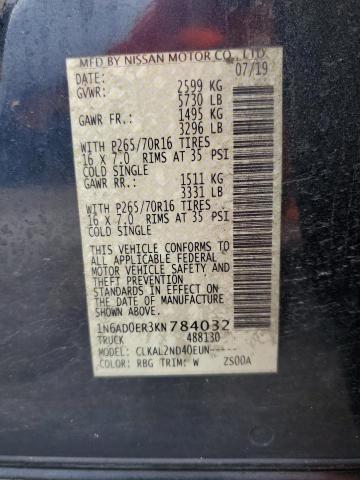 MFD BY NISSAN MOTOR CO., LTD.
DATE: 07/19
GVWR: 2599 KG
5730 LB
GAWR FR: 1495 KG
3296 LB
WITH P265/70R16 TIRES
16 X 7.0 RIMS AT 35 PSI
COLD SINGLE
GAWR RR: 1511 KG
3331 LB
WITH P265/70R16 TIRES
16 X 7.0 RIMS AT 35 PSI
COLD SINGLE
THIS VEHICLE CONFORMS TO
ALL APPLICABLE FEDERAL
MOTOR VEHICLE SAFETY AND
THEFT PREVENTION
STANDARDS IN EFFECT ON
THE DATE OF MANUFACTURE
SHOWN ABOVE.
1N6AD0ER3KN784032
TRUCK 488130
MODEL: CLKAL2ND40EUN-----
COLOR: RBG TRIM: W ZS00A